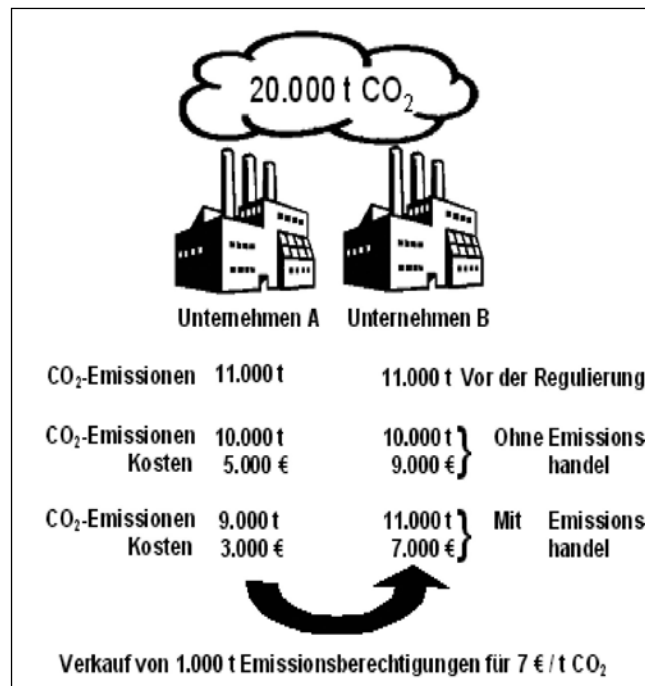 20.000 t CO₂
Unternehmen A Unternehmen B
CO₂-Emissionen 11.000 t 11.000 t Vor der Regulierung
CO₂-Emissionen 10.000 t 10.000 t } Ohne Emissions
Kosten 5.000 € 9.000 € handel
CO₂-Emissionen 9.000 t 11.000 t } Mit Emissions
Kosten 3.000 € 7.000 € handel
Verkauf von 1.000 t Emissionsberechtigungen für 7 € / t CO₂